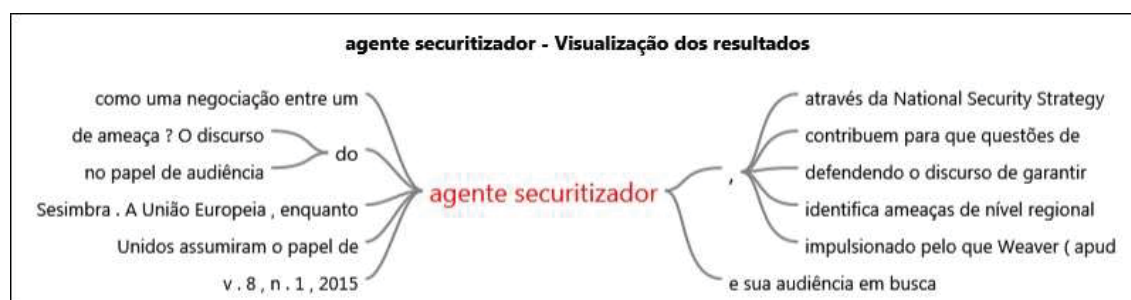 agente securitizador - Visualização dos resultados
como uma negociação entre um
de ameaça ? O discurso
no papel de audiência
do
Sesimbra . A União Europeia , enquanto
Unidos assumiram o papel de
v . 8 , n . 1 , 2015
agente securitizador
,
através da National Security Strategy
contribuem para que questões de
defendendo o discurso de garantir
identifica ameaças de nível regional
impulsionado pelo que Weaver ( apud
e sua audiência em busca